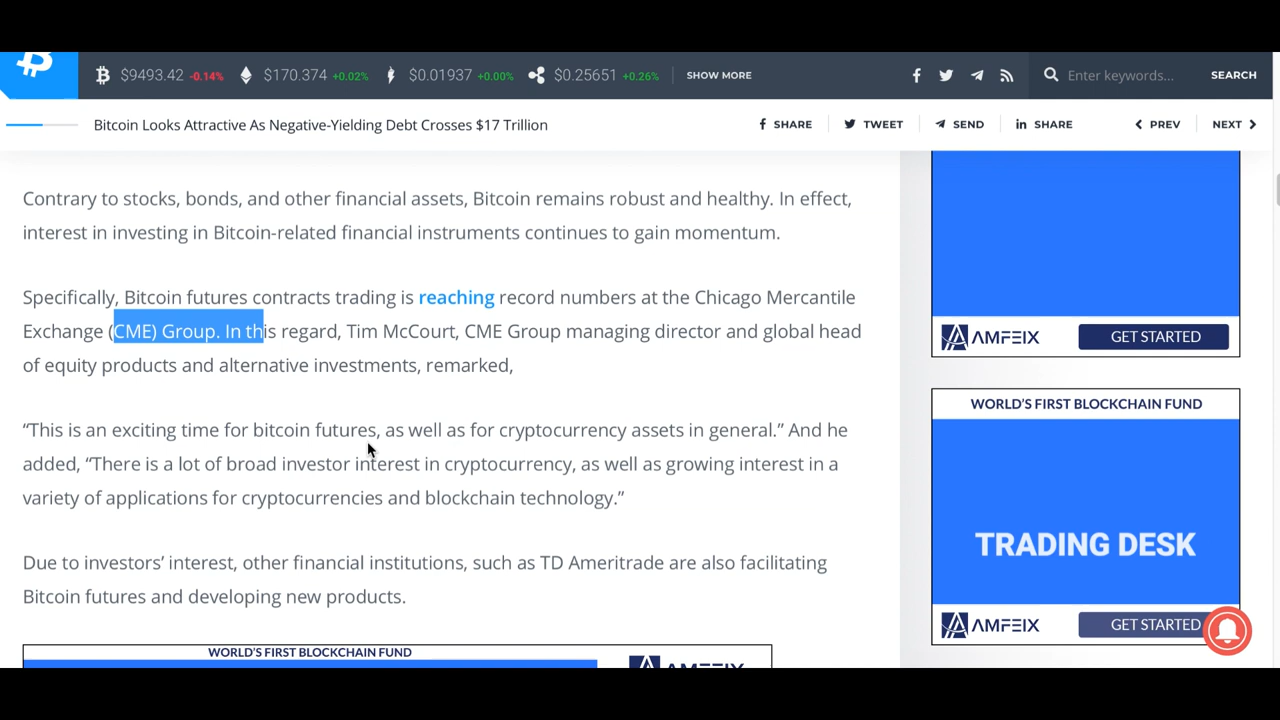 $9493.42 -0.14% $170.374 +0.02% $0.01937 +0.00% $0.25651 +0.26% SHOW MORE Enter keywords... SEARCH
Bitcoin Looks Attractive As Negative-Yielding Debt Crosses $17 Trillion SHARE TWEET SEND SHARE PREV NEXT
Contrary to stocks, bonds, and other financial assets, Bitcoin remains robust and healthy. In effect,
interest in investing in Bitcoin-related financial instruments continues to gain momentum.
Specifically, Bitcoin futures contracts trading is reaching record numbers at the Chicago Mercantile
Exchange (CME) Group. In this regard, Tim McCourt, CME Group managing director and global head
of equity products and alternative investments, remarked,
“This is an exciting time for bitcoin futures, as well as for cryptocurrency assets in general.” And he
added, “There is a lot of broad investor interest in cryptocurrency, as well as growing interest in a
variety of applications for cryptocurrencies and blockchain technology.”
Due to investors’ interest, other financial institutions, such as TD Ameritrade are also facilitating
Bitcoin futures and developing new products.
WORLD’S FIRST BLOCKCHAIN FUND
AMFEIX
AMFEIX GET STARTED
WORLD’S FIRST BLOCKCHAIN FUND
TRADING DESK
AMFEIX GET STARTED